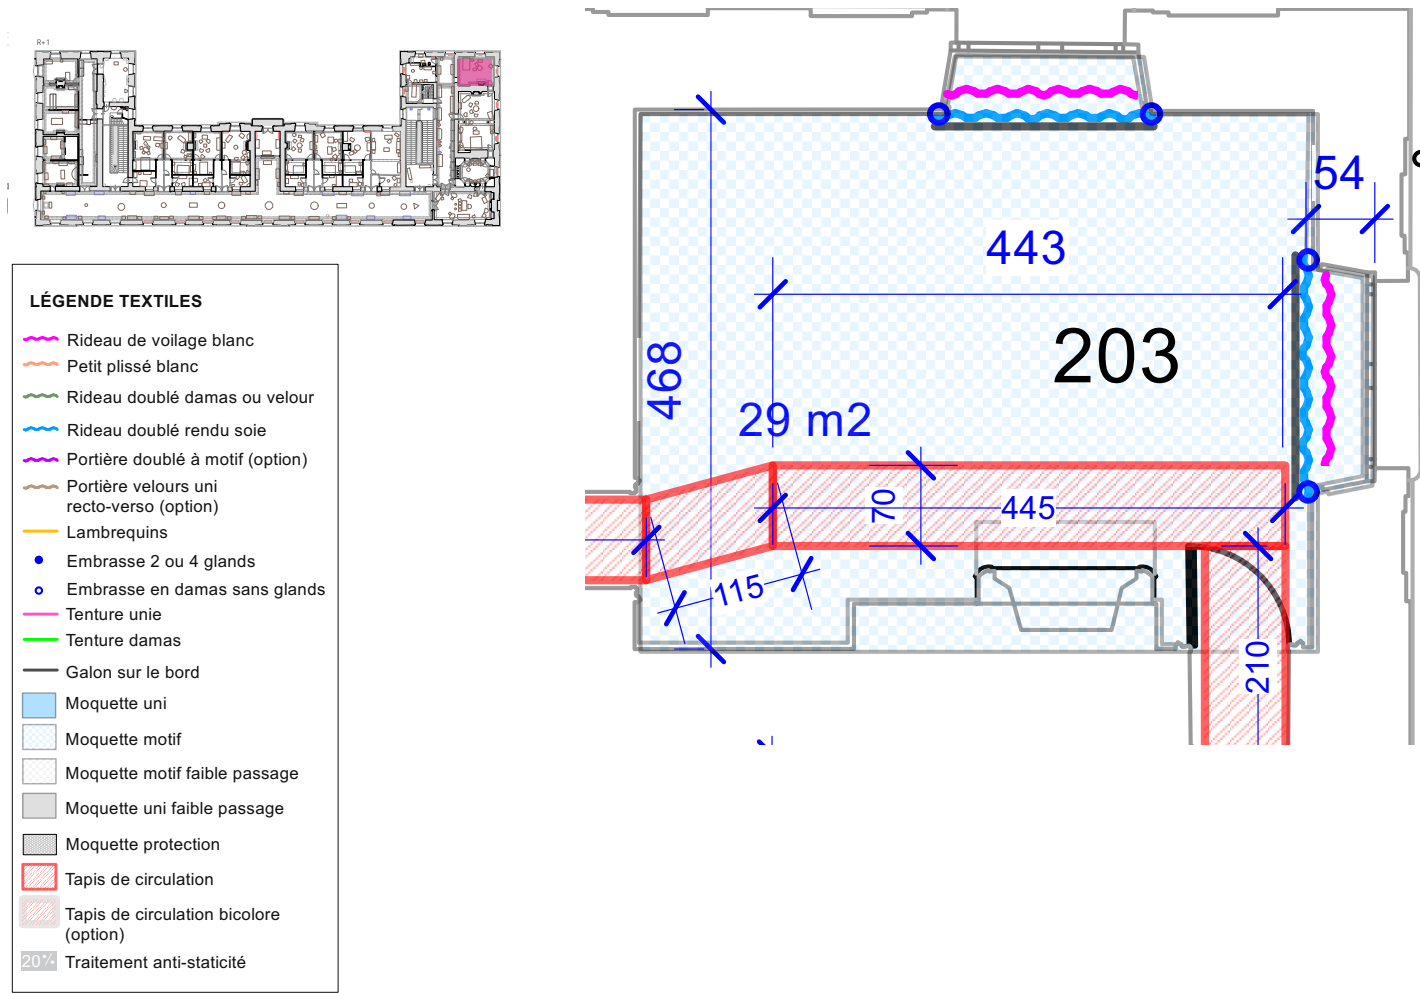 R+1
LÉGENDE TEXTILES
Rideau de voilage blanc
Petit plissé blanc
Rideau doublé damas ou velour
Rideau doublé rendu soie
Portière doublé à motif (option)
Portière velours uni
recto-verso (option)
Lambrequins
Embrasse 2 ou 4 glands
Embrasse en damas sans glands
Tenture unie
Tenture damas
Galon sur le bord
Moquette uni
Moquette motif
Moquette motif faible passage
Moquette uni faible passage
Moquette protection
Tapis de circulation
Tapis de circulation bicolore
(option)
Traitement anti-staticité
54
443
203
468
29 m2
70
445
115
210